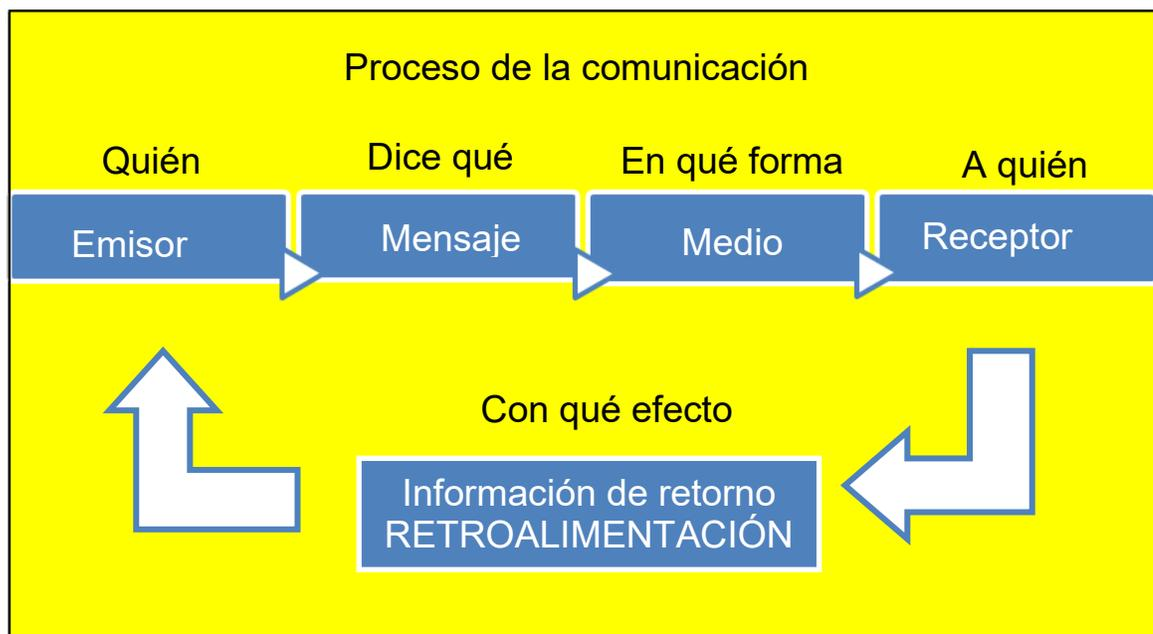 Proceso de la comunicación
Quién
Dice qué
En qué forma
A quién
Emisor
Mensaje
Medio
Receptor
Con qué efecto
Información de retorno
RETROALIMENTACIÓN